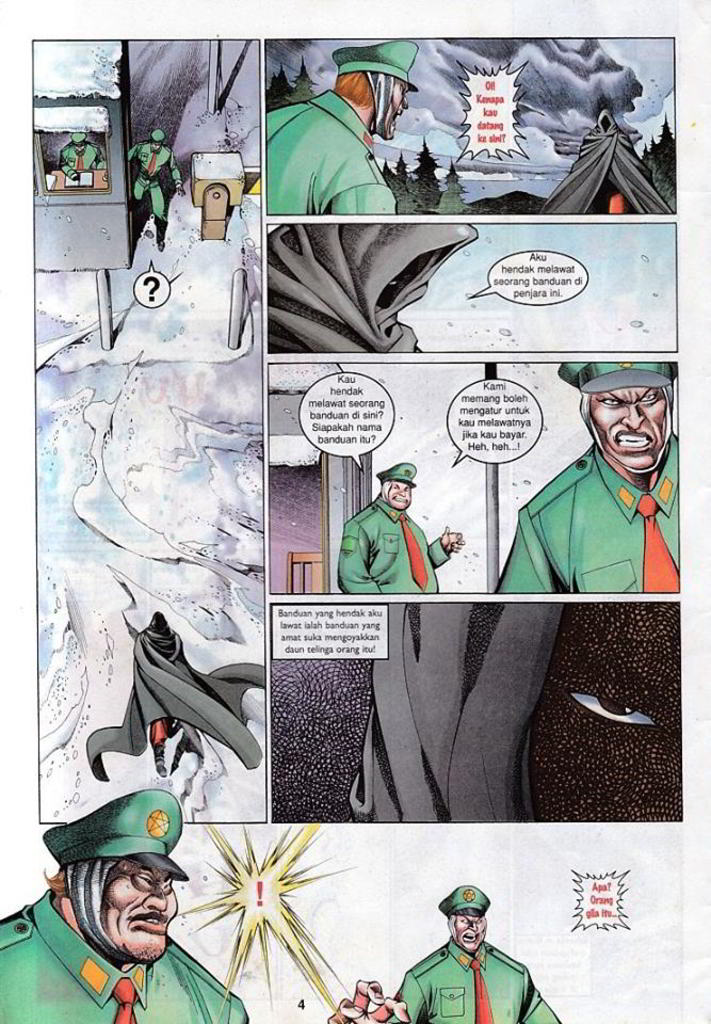 ?
Oi!
Kenapa
kau
datang
ke sini?
Aku
hendak melawat
seorang banduan di
penjara ini.
Kau
hendak
melawat seorang
banduan di sini?
Siapakah nama
banduan itu?
Kami
memang boleh
mengatur untuk
kau melawatnya
jika kau bayar.
Heh, heh...!
Banduan yang hendak aku
lawat ialah banduan yang
amat suka mengoyakkan
daun telinga orang itu!
!
Apa?
Orang
gila itu...
4